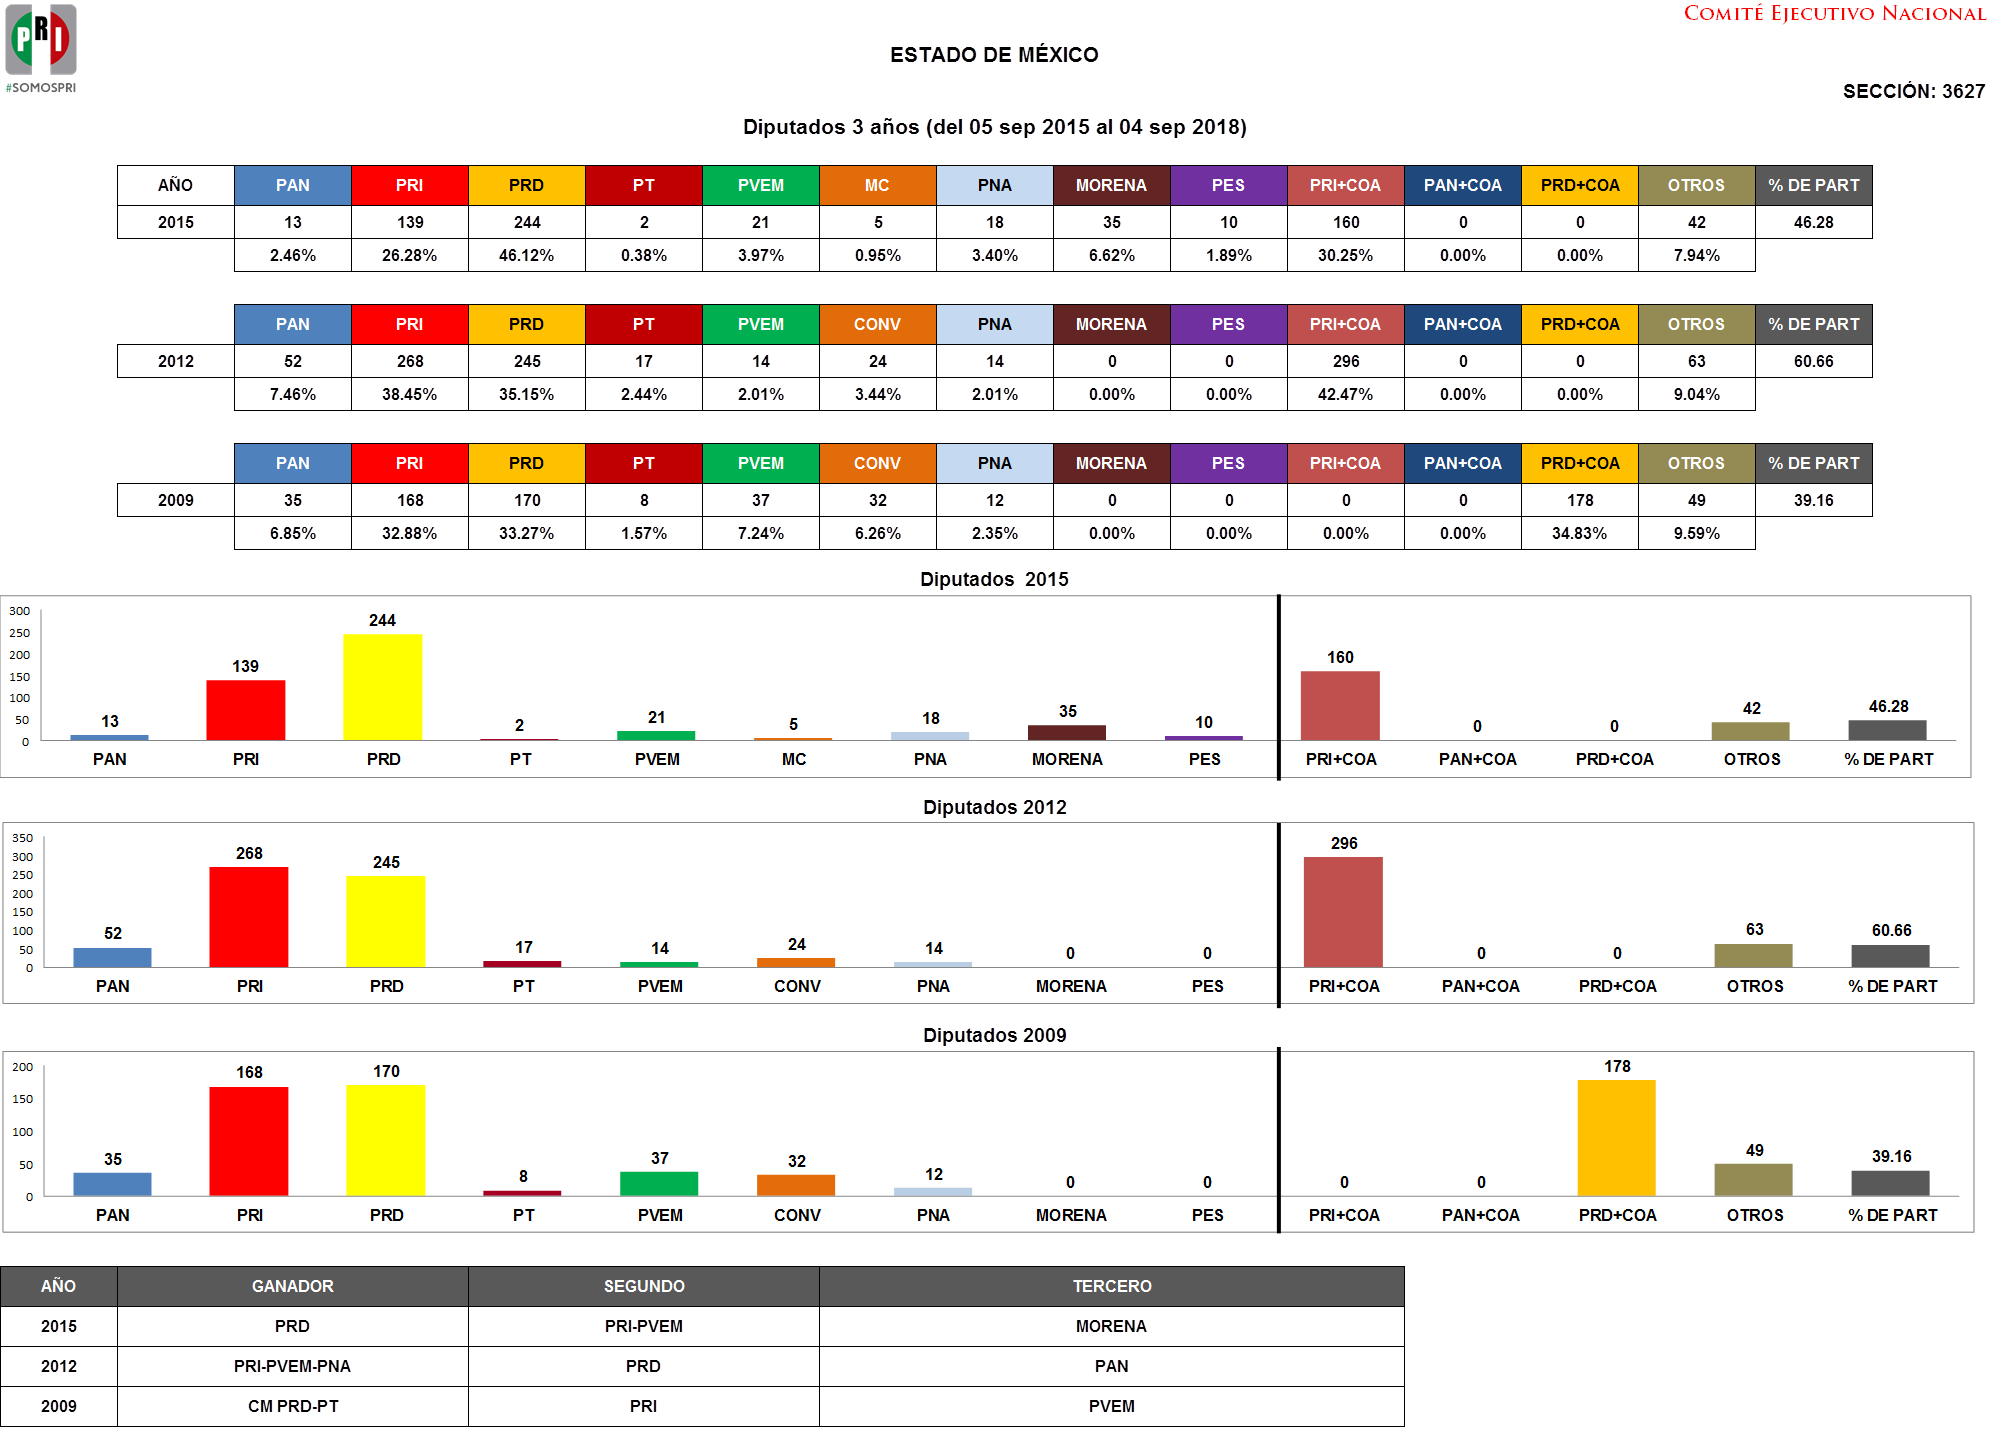 PRI
#SOMOSPRI
COMITÉ EJECUTIVO NACIONAL
ESTADO DE MÉXICO
SECCIÓN: 3627
Diputados 3 años (del 05 sep 2015 al 04 sep 2018)
AÑO PAN PRI PRD PT PVEM MC PNA MORENA PES PRI+COA PAN+COA PRD+COA OTROS % DE PART
2015 13 139 244 2 21 5 18 35 10 160 0 0 42 46.28
2.46% 26.28% 46.12% 0.38% 3.97% 0.95% 3.40% 6.62% 1.89% 30.25% 0.00% 0.00% 7.94%
PAN PRI PRD PT PVEM CONV PNA MORENA PES PRI+COA PAN+COA PRD+COA OTROS % DE PART
2012 52 268 245 17 14 24 14 0 0 296 0 0 63 60.66
7.46% 38.45% 35.15% 2.44% 2.01% 3.44% 2.01% 0.00% 0.00% 42.47% 0.00% 0.00% 9.04%
PAN PRI PRD PT PVEM CONV PNA MORENA PES PRI+COA PAN+COA PRD+COA OTROS % DE PART
2009 35 168 170 8 37 32 12 0 0 0 0 178 49 39.16
6.85% 32.88% 33.27% 1.57% 7.24% 6.26% 2.35% 0.00% 0.00% 0.00% 0.00% 34.83% 9.59%
Diputados 2015
300
250
200
150
100
50
0
13 139 244 2 21 5 18 35 10 160 0 0 42 46.28
PAN PRI PRD PT PVEM MC PNA MORENA PES PRI+COA PAN+COA PRD+COA OTROS % DE PART
Diputados 2012
350
300
250
200
150
100
50
0
52 268 245 17 14 24 14 0 0 296 0 0 63 60.66
PAN PRI PRD PT PVEM CONV PNA MORENA PES PRI+COA PAN+COA PRD+COA OTROS % DE PART
Diputados 2009
200
150
100
50
0
35 168 170 8 37 32 12 0 0 0 0 178 49 39.16
PAN PRI PRD PT PVEM CONV PNA MORENA PES PRI+COA PAN+COA PRD+COA OTROS % DE PART
AÑO GANADOR SEGUNDO TERCERO
2015 PRD PRI-PVEM MORENA
2012 PRI-PVEM-PNA PRD PAN
2009 CM PRD-PT PRI PVEM